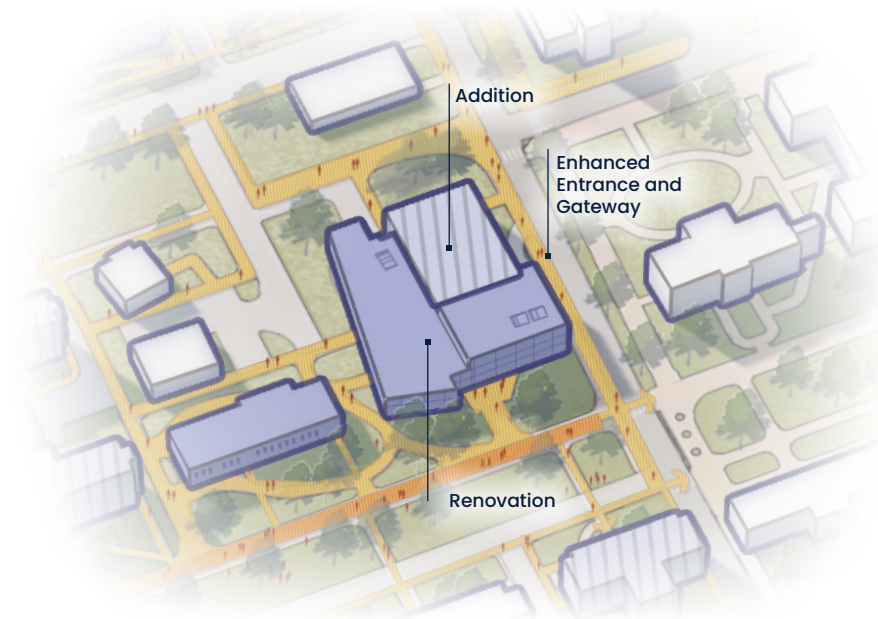 Addition
Enhanced
Entrance and
Gateway
Renovation